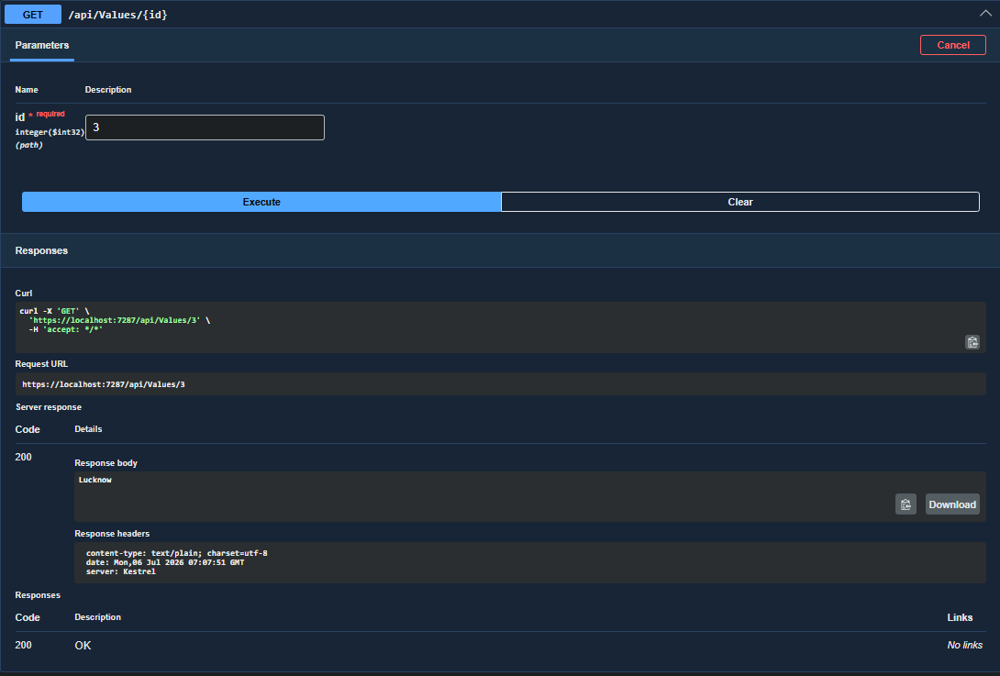 GET /api/Values/{id}
Parameters
Cancel
Name Description
id * required
integer($int32)
(path)
3
Execute Clear
Responses
Curl
curl -X 'GET' \
'https://localhost:7287/api/Values/3' \
-H 'accept: */*'
Request URL
https://localhost:7287/api/Values/3
Server response
Code Details
200
Response body
Lucknow
Download
Response headers
content-type: text/plain; charset=utf-8
date: Mon,06 Jul 2026 07:07:51 GMT
server: Kestrel
Responses
Code Description Links
200 OK No links